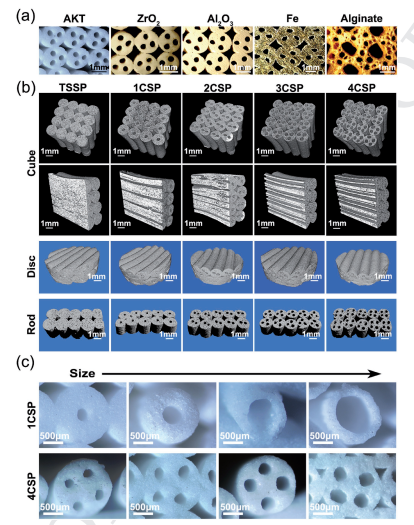 (a) AKT ZrO₂ Al₂O₃ Fe Alginate
1mm 1mm 1mm 1mm 1mm
(b) TSSP 1CSP 2CSP 3CSP 4CSP
Cube
1mm 1mm 1mm 1mm 1mm
1mm 1mm 1mm 1mm 1mm
Disc
1mm 1mm 1mm 1mm 1mm
Rod
1mm 1mm 1mm 1mm 1mm
(c) Size
1CSP
500μm 500μm 500μm 500μm
4CSP
500μm 500μm 500μm 500μm